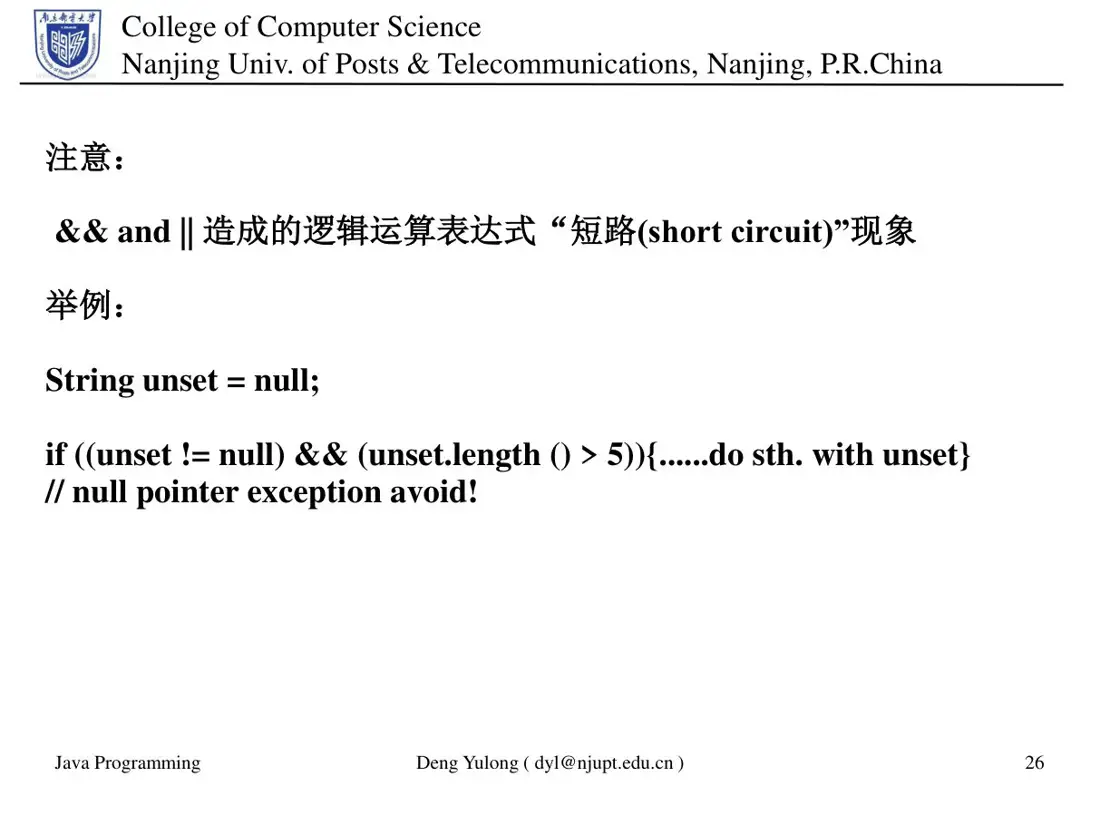 College of Computer Science
Nanjing Univ. of Posts & Telecommunications, Nanjing, P.R.China
注意：
&& and || 造成的逻辑运算表达式“短路(short circuit)”现象
举例：
String unset = null;
if ((unset != null) && (unset.length () > 5)){......do sth. with unset}
// null pointer exception avoid!
Java Programming
Deng Yulong ( dyl@njupt.edu.cn )
26